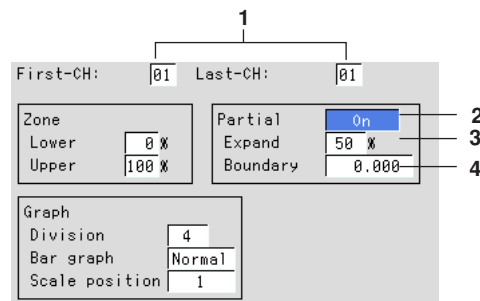 1
First-CH: 01 Last-CH: 01
Zone
Lower 0 %
Upper 100 %
Partial On 2
Expand 50 % 3
Boundary 0.000 4
Graph
Division 4
Bar graph Normal
Scale position 1